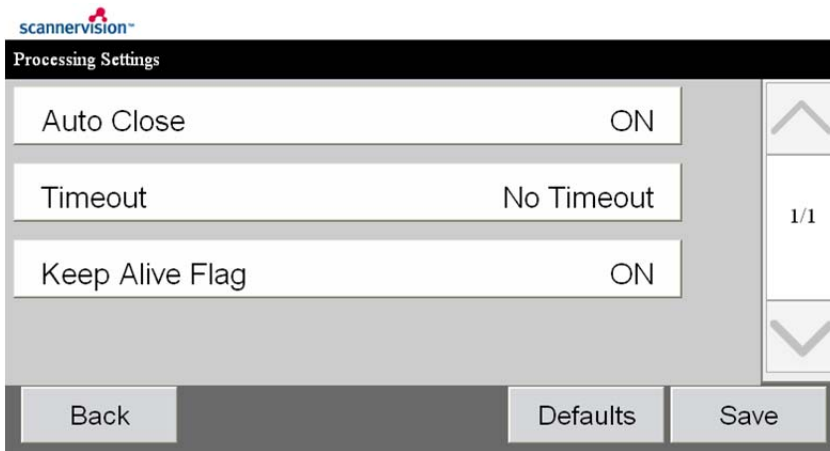 scannervision™
Processing Settings
Auto Close ON
Timeout No Timeout
1/1
Keep Alive Flag ON
Back Defaults Save